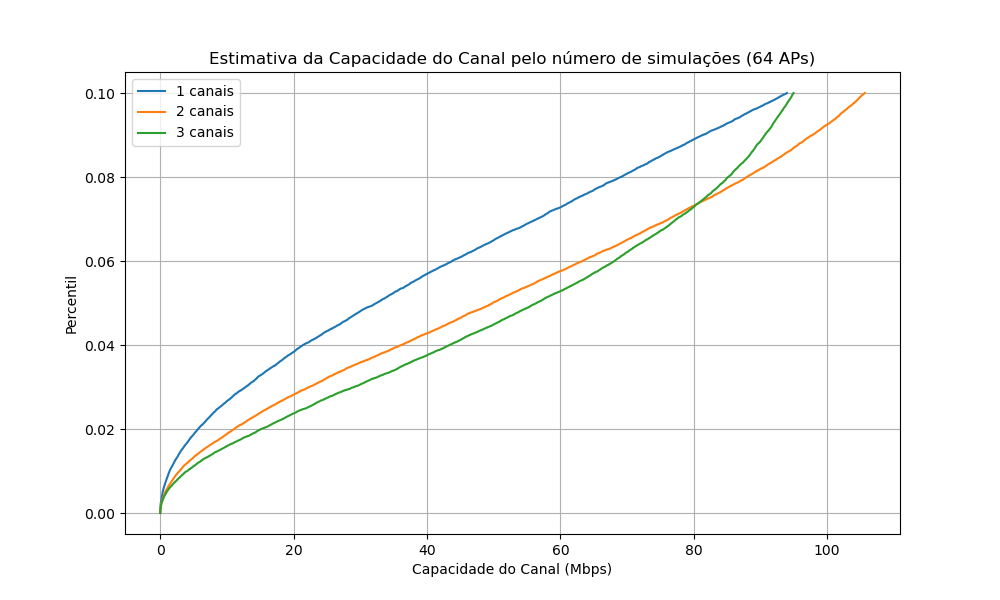 Estimativa da Capacidade do Canal pelo número de simulações (64 APs)
1 canais
2 canais
3 canais
0.10
0.08
0.06
0.04
0.02
0.00
Percentil
0 20 40 60 80 100
Capacidade do Canal (Mbps)